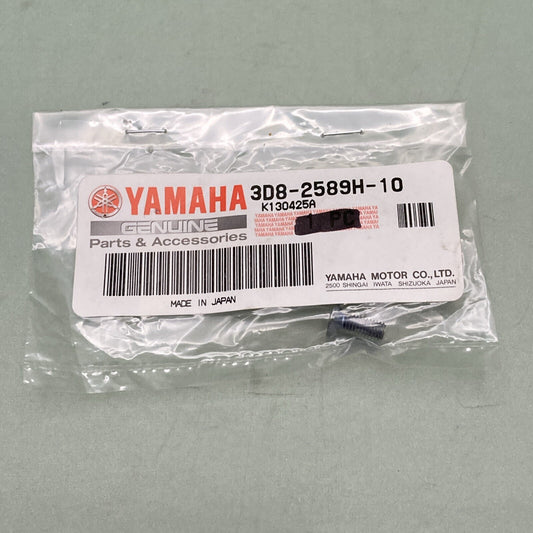 YAMAHA 3D8-2589H-10
K130425A
GENUINE
Parts & Accessories
1 PC
MADE IN JAPAN
YAMAHA MOTOR CO.,LTD.
2500 SHINGAI IWATA SHIZUOKA JAPAN